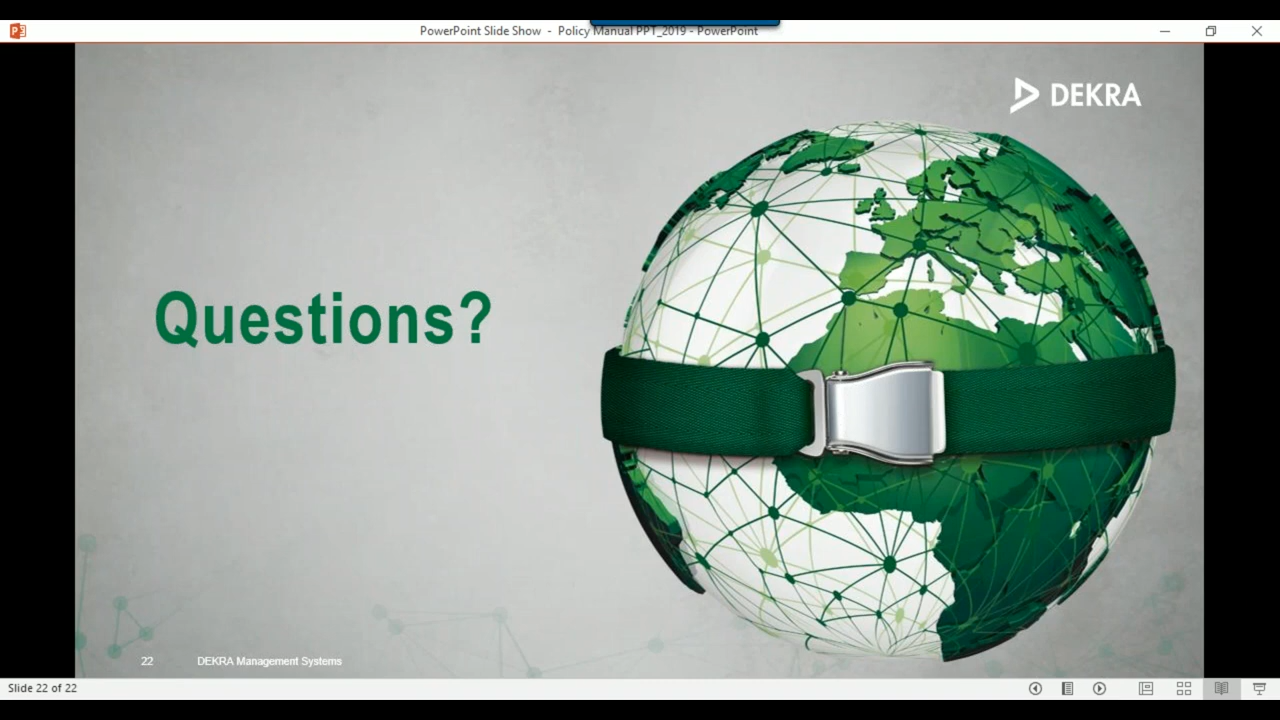 PowerPoint Slide Show - Policy Manual PPT_2019 - PowerPoint
DEKRA
Questions?
22 DEKRA Management Systems
Slide 22 of 22